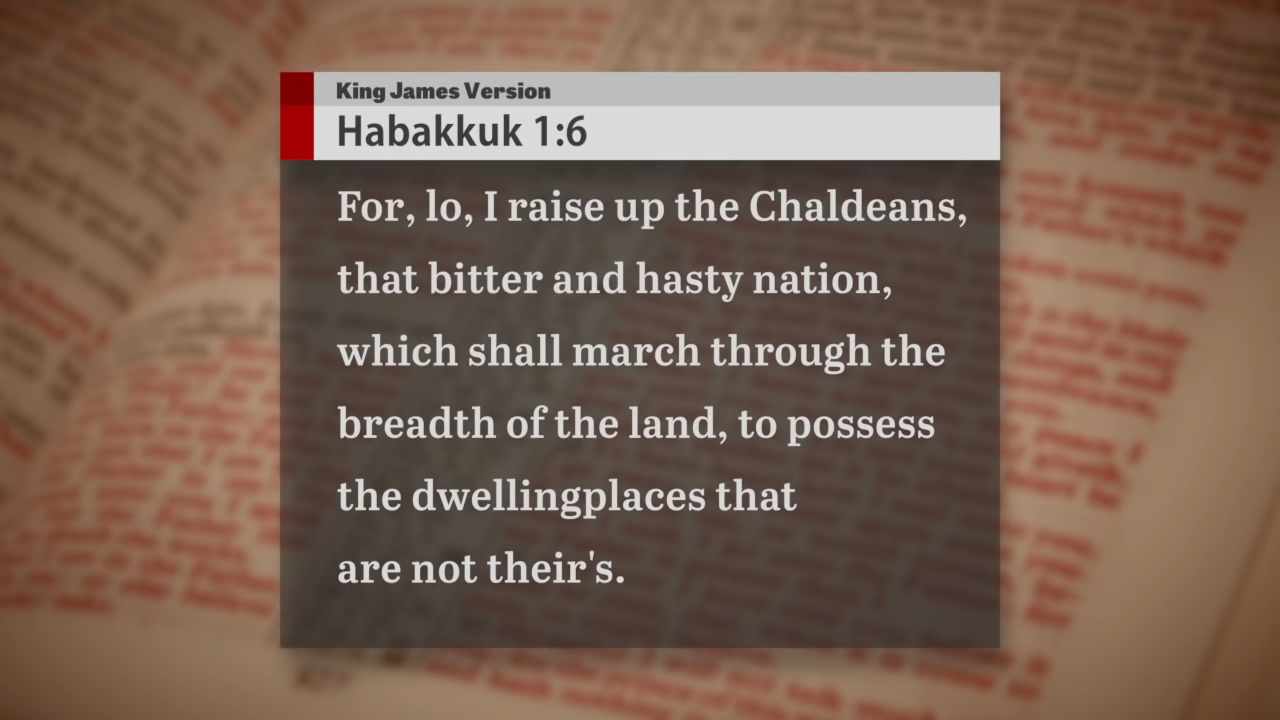 King James Version
Habakkuk 1:6
For, lo, I raise up the Chaldeans,
that bitter and hasty nation,
which shall march through the
breadth of the land, to possess
the dwellingplaces that
are not their's.